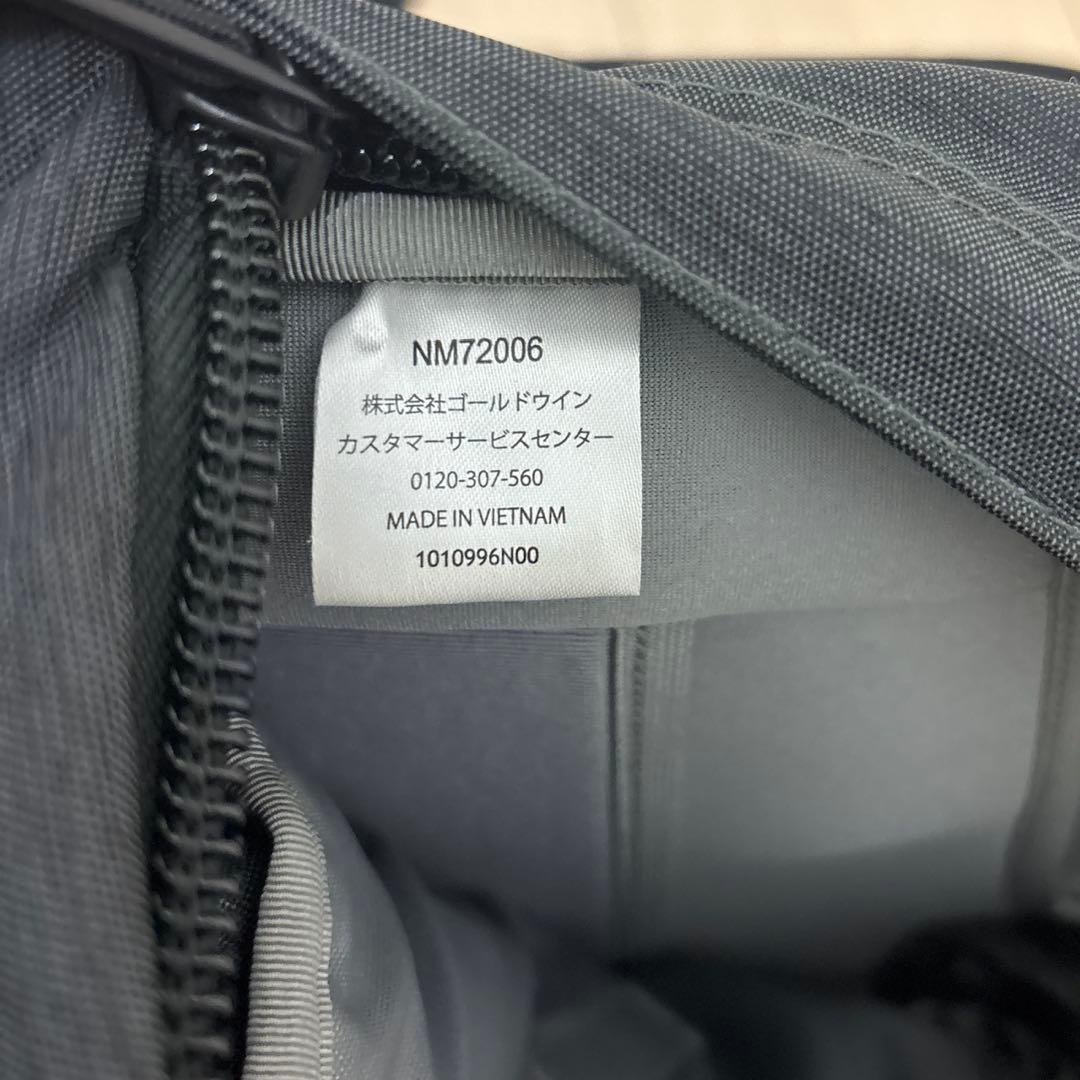 NM72006
株式会社ゴールドウイン
カスタマーサービスセンター
0120-307-560
MADE IN VIETNAM
1010996N00